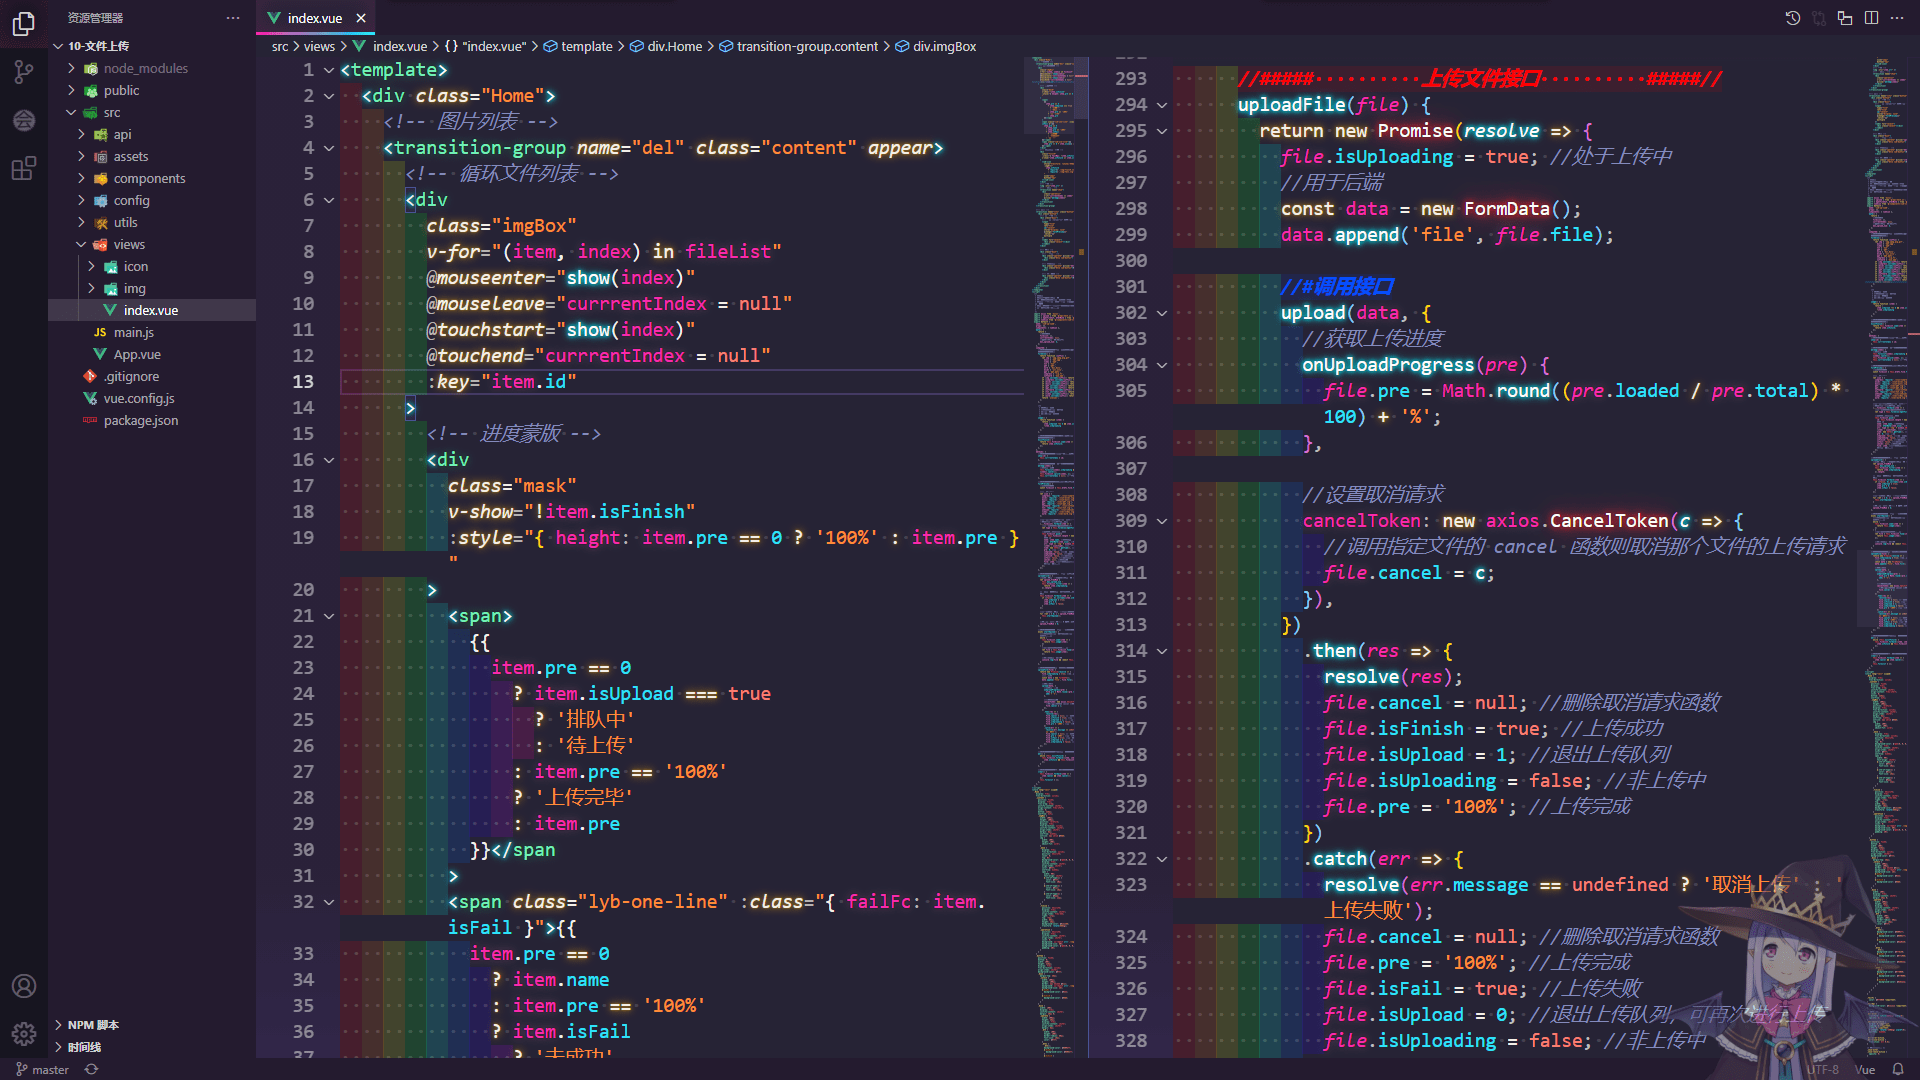 资源管理器
10-文件上传
node_modules
public
src
api
assets
components
config
utils
views
icon
img
index.vue
main.js
App.vue
.gitignore
vue.config.js
package.json
NPM 脚本
时间线
master
index.vue
src > views > index.vue > {} "index.vue" > template > div.Home > transition-group.content > div.imgBox
1 <template>
2 <div class="Home">
3 <!-- 图片列表 -->
4 <transition-group name="del" class="content" appear>
5 <!-- 循环文件列表 -->
6 <div
7 class="imgBox"
8 v-for="(item, index) in fileList"
9 @mouseenter="show(index)"
10 @mouseleave="currrentIndex = null"
11 @touchstart="show(index)"
12 @touchend="currrentIndex = null"
13 :key="item.id"
14 >
15 <!-- 进度蒙版 -->
16 <div
17 class="mask"
18 v-show="!item.isFinish"
19 :style="{ height: item.pre == 0 ? '100%' : item.pre }
"
20 >
21 <span>
22 {{
23 item.pre == 0
24 ? item.isUpload === true
25 ? '排队中'
26 : '待上传'
27 : item.pre == '100%'
28 ? '上传完毕'
29 : item.pre
30 }}</span
31 >
32 <span class="lyb-one-line" :class="{ failFc: item.
isFail }">{{
33 item.pre == 0
34 ? item.name
35 : item.pre == '100%'
36 ? item.isFail
37 ? '未成功'
293 //##### 上传文件接口 #####//
294 uploadFile(file) {
295 return new Promise(resolve => {
296 file.isUploading = true; //处于上传中
297 //用于后端
298 const data = new FormData();
299 data.append('file', file.file);
300
301 //#调用接口
302 upload(data, {
303 //获取上传进度
304 onUploadProgress(pre) {
305 file.pre = Math.round((pre.loaded / pre.total) *
100) + '%';
306 },
307
308 //设置取消请求
309 cancelToken: new axios.CancelToken(c => {
310 //调用指定文件的 cancel 函数则取消那个文件的上传请求
311 file.cancel = c;
312 }),
313 })
314 .then(res => {
315 resolve(res);
316 file.cancel = null; //删除取消请求函数
317 file.isFinish = true; //上传成功
318 file.isUpload = 1; //退出上传队列
319 file.isUploading = false; //非上传中
320 file.pre = '100%'; //上传完成
321 })
322 .catch(err => {
323 resolve(err.message == undefined ? '取消上传' : '
上传失败');
324 file.cancel = null; //删除取消请求函数
325 file.pre = '100%'; //上传完成
326 file.isFail = true; //上传失败
327 file.isUpload = 0; //退出上传队列, 可再次进行上传
328 file.isUploading = false; //非上传中
UTF-8
Vue